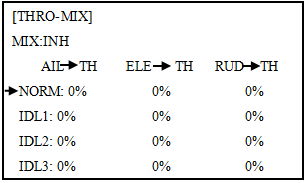 [THRO-MIX]
MIX:INH
AIL→TH ELE→ TH RUD→TH
→NORM: 0% 0% 0%
IDL1: 0% 0% 0%
IDL2: 0% 0% 0%
IDL3: 0% 0% 0%